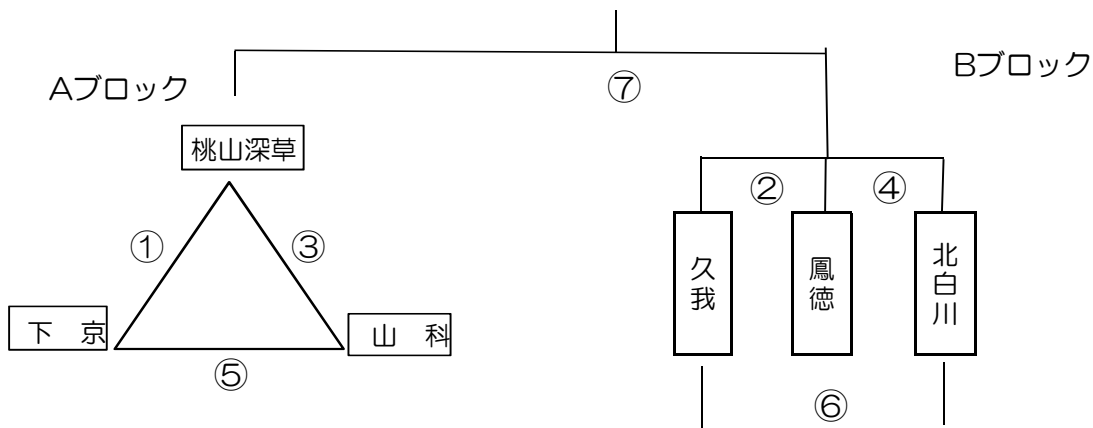 Aブロック
Bブロック
⑦
桃山深草
①
③
下 京
山 科
⑤
②
④
久我
鳳徳
北白川
⑥